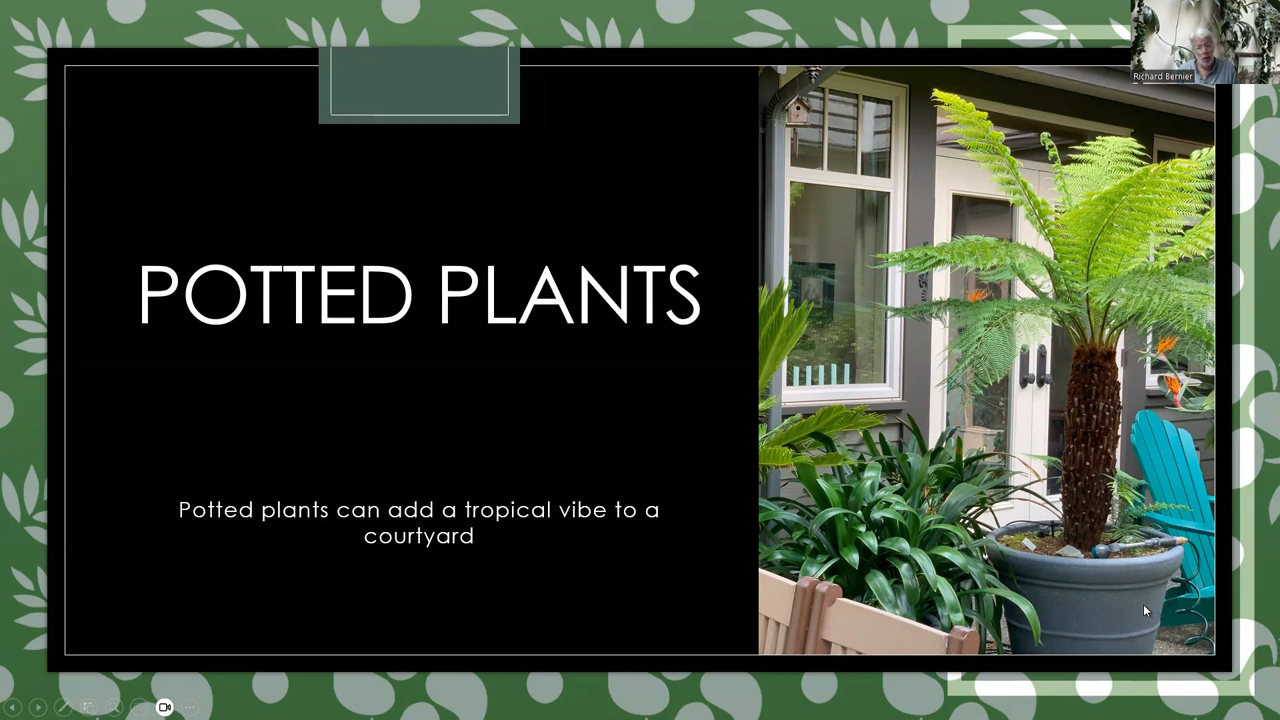 Richard Bernier
POTTED PLANTS
Potted plants can add a tropical vibe to a
courtyard